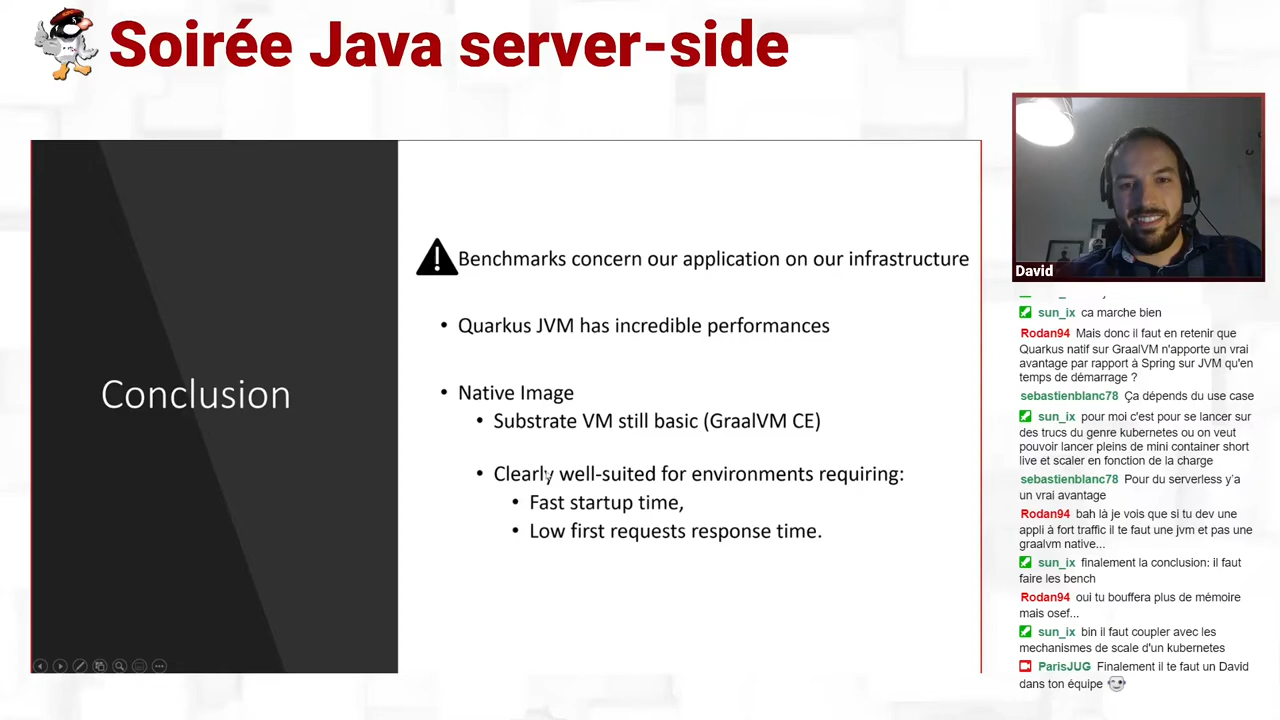 Soirée Java server-side
Benchmarks concern our application on our infrastructure
• Quarkus JVM has incredible performances
• Native Image
• Substrate VM still basic (GraalVM CE)
• Clearly well-suited for environments requiring:
• Fast startup time,
• Low first requests response time.
Conclusion
David
sun_ix ca marche bien
Rodan94 Mais donc il faut en retenir que
Quarkus natif sur GraalVM n'apporte un vrai
avantage par rapport à Spring sur JVM qu'en
temps de démarrage ?
sebastienblanc78 Ça dépends du use case
sun_ix pour moi c'est pour se lancer sur
des trucs du genre kubernetes ou on veut
pouvoir lancer pleins de mini container short
live et scaler en fonction de la charge
sebastienblanc78 Pour du serverless y'a
un vrai avantage
Rodan94 bah là je vois que si tu dev une
appli à fort traffic il te faut une jvm et pas une
graalvm native...
sun_ix finalement la conclusion: il faut
faire les bench
Rodan94 oui tu bouffera plus de mémoire
mais osef...
sun_ix bin il faut coupler avec les
mechanismes de scale d'un kubernetes
ParisJUG Finalement il te faut un David
dans ton équipe